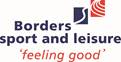 Borders
sport and leisure
‘feeling good’